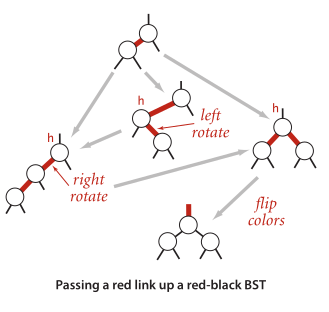 h
left
rotate
h
h
right
rotate
flip
colors
Passing a red link up a red-black BST